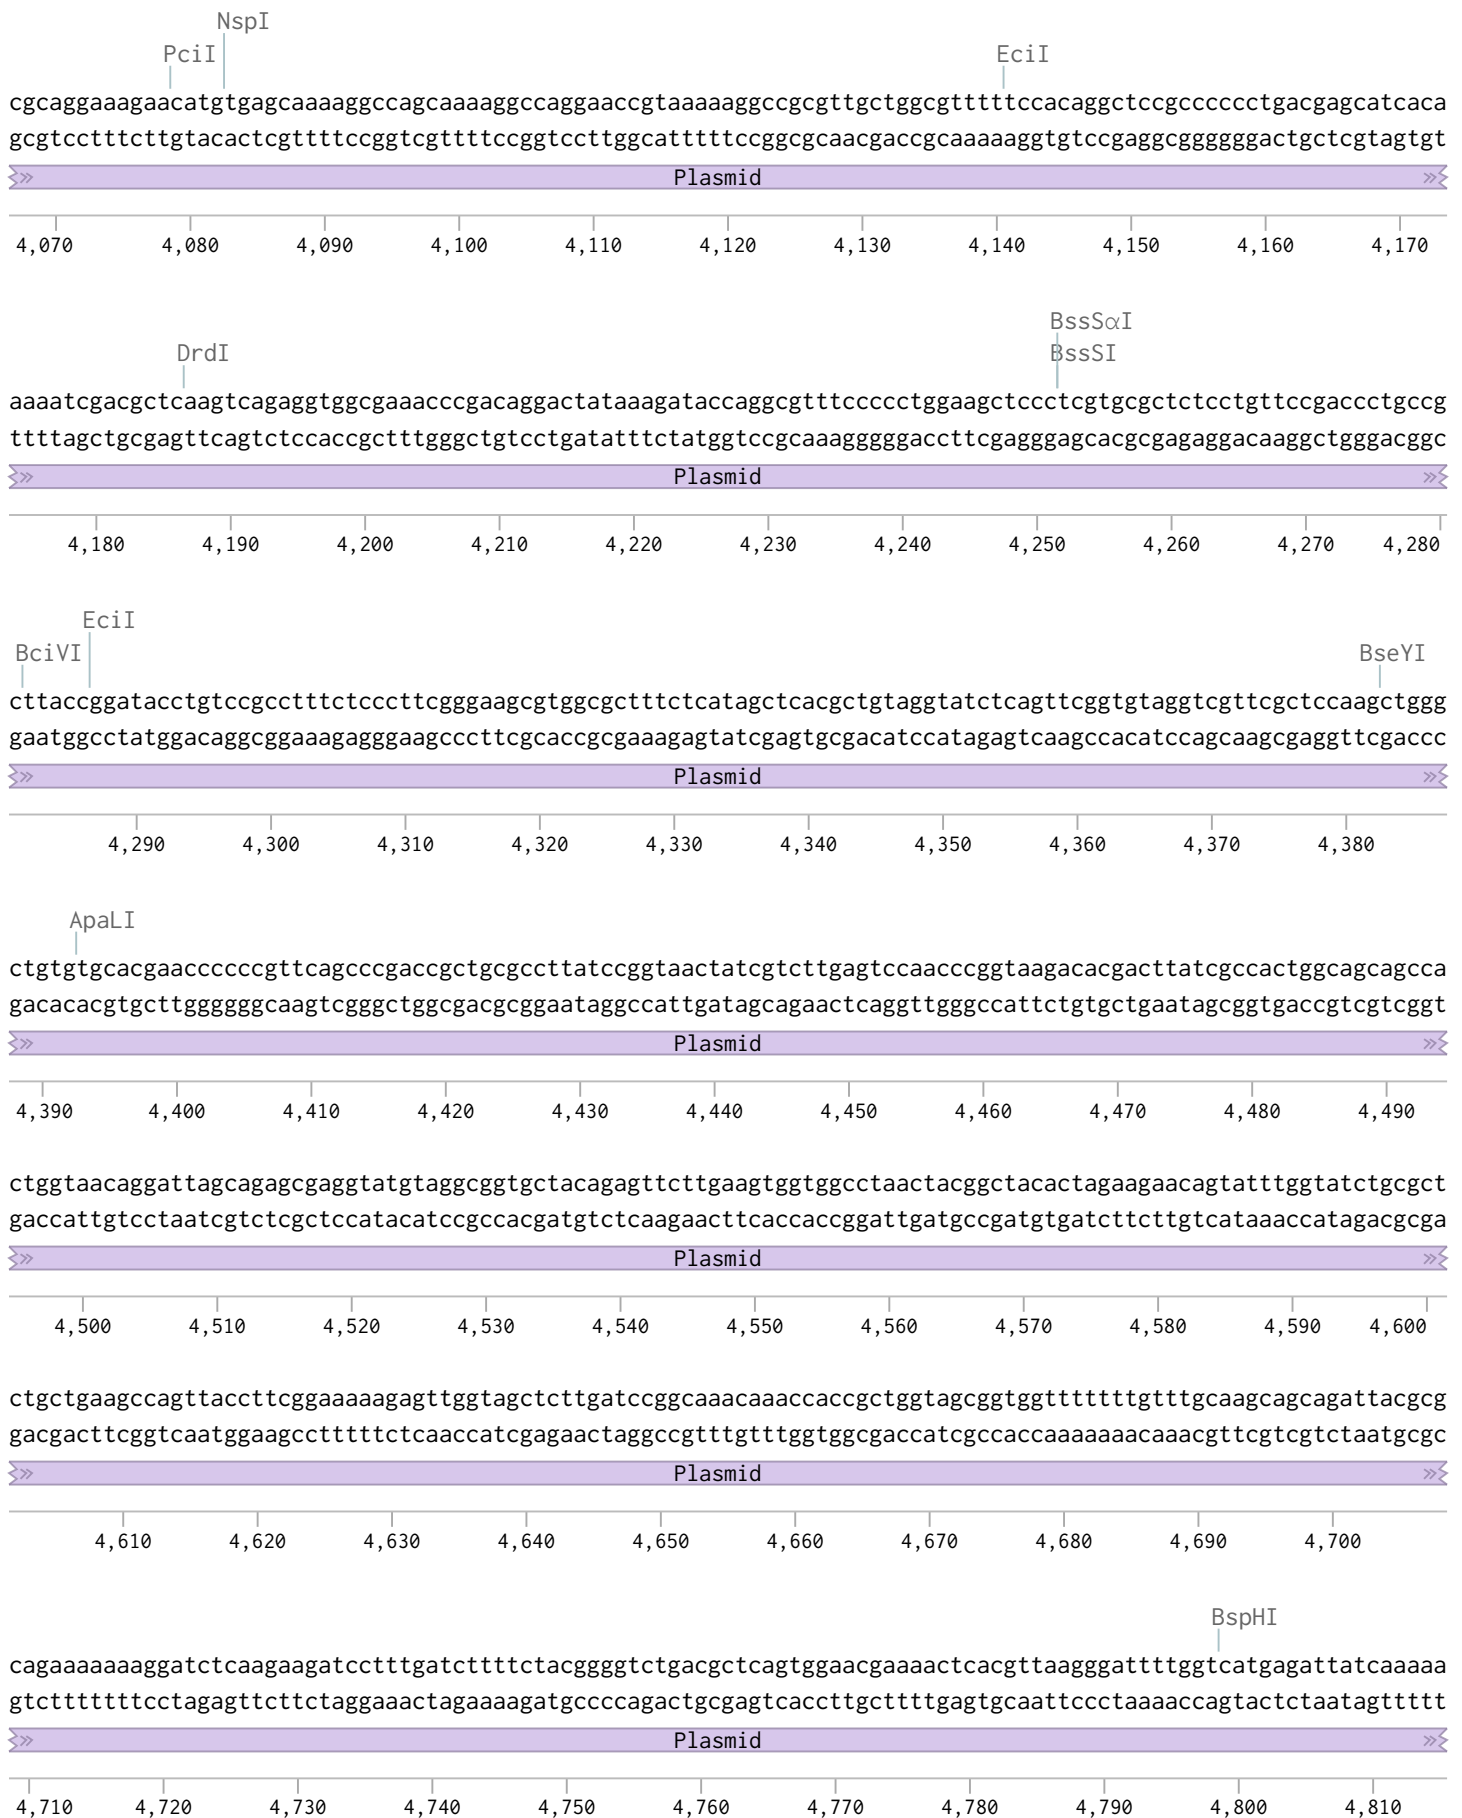 NspI
PciI EciI
cgcaggaaagaacatgtgagcaaaaggccagcaaaaggccaggaaccgtaaaaaggccgcgttgctggcgtttttccacaggctccgcccccctgacgagcatcaca
gcgtcctttcttgtacactcgttttccggtcgttttccggtccttggcatttttccggcgcaacgaccgcaaaaaggtgtccgaggcggggggactgctcgtagtgt
Plasmid
4,070 4,080 4,090 4,100 4,110 4,120 4,130 4,140 4,150 4,160 4,170
BssSαI
DrdI BssSI
aaaatcgacgctcaagtcagaggtggcgaaacccgacaggactataaagataccaggcgtttccccctggaagctccctcgtgcgctctcctgttccgaccctgccg
ttttagctgcgagttcagtctccaccgctttgggctgtcctgatatttctatggtccgcaaagggggaccttcgagggagcacgcgagaggacaaggctgggacggc
Plasmid
4,180 4,190 4,200 4,210 4,220 4,230 4,240 4,250 4,260 4,270 4,280
EciI
BciVI BseYI
cttaccggatacctgtccgcctttctcccttcgggaagcgtggcgctttctcatagctcacgctgtaggtatctcagttcggtgtaggtcgttcgctccaagctggg
gaatggcctatggacaggcggaaagagggaagcccttcgcaccgcgaaagagtatcgagtgcgacatccatagagtcaagccacatccagcaagcgaggttcgaccc
Plasmid
4,290 4,300 4,310 4,320 4,330 4,340 4,350 4,360 4,370 4,380
ApaLI
ctgtgtgcacgaaccccccgttcagcccgaccgctgcgccttatccggtaactatcgtcttgagtccaacccggtaagacacgacttatcgccactggcagcagcca
gacacacgtgcttggggggcaagtcgggctggcgacgcggaataggccattgatagcagaactcaggttgggccattctgtgctgaatagcggtgaccgtcgtcggt
Plasmid
4,390 4,400 4,410 4,420 4,430 4,440 4,450 4,460 4,470 4,480 4,490
ctggtaacaggattagcagagcgaggtatgtaggcggtgctacagagttcttgaagtggtggcctaactacggctacactagaagaacagtatttggtatctgcgct
gaccattgtcctaatcgtctcgctccatacatccgccacgatgtctcaagaacttcaccaccggattgatgccgatgtgatcttcttgtcataaaccatagacgcga
Plasmid
4,500 4,510 4,520 4,530 4,540 4,550 4,560 4,570 4,580 4,590 4,600
ctgctgaagccagttaccttcggaaaaagagttggtagctcttgatccggcaaacaaaccaccgctggtagcggtggtttttttgtttgcaagcagcagattacgcg
gacgacttcggtcaatggaagcctttttctcaaccatcgagaactaggccgtttgtttggtggcgaccatcgccaccaaaaaaacaaacgttcgtcgtctaatgcgc
Plasmid
4,610 4,620 4,630 4,640 4,650 4,660 4,670 4,680 4,690 4,700
BspHI
cagaaaaaaaggatctcaagaagatcctttgatcttttctacggggtctgacgctcagtggaacgaaaactcacgttaagggattttggtcatgagattatcaaaaa
gtctttttttcctagagttcttctaggaaactagaaaagatgccccagactgcgagtcaccttgcttttgagtgcaattccctaaaaccagtactctaatagttttt
Plasmid
4,710 4,720 4,730 4,740 4,750 4,760 4,770 4,780 4,790 4,800 4,810